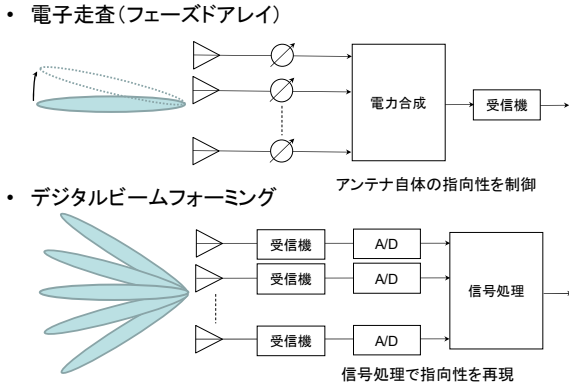 • 電子走査(フェーズドアレイ)
電力合成
受信機
アンテナ自体の指向性を制御
• デジタルビームフォーミング
受信機
A/D
受信機
A/D
信号処理
受信機
A/D
信号処理で指向性を再現